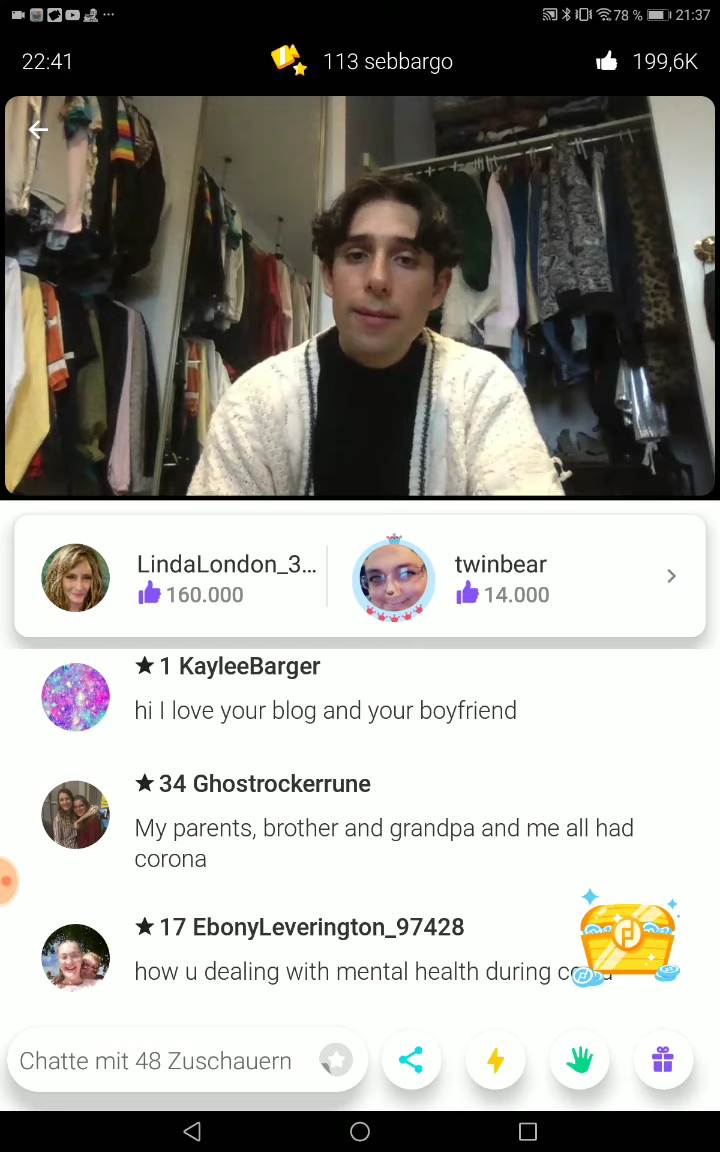 78 % 21:37
22:41 113 sebbargo 199,6K
LindaLondon_3... twinbear
160.000 14.000
★ 1 KayleeBarger
hi I love your blog and your boyfriend
★ 34 Ghostrockerrune
My parents, brother and grandpa and me all had
corona
★ 17 EbonyLeverington_97428
how u dealing with mental health during
Chatte mit 48 Zuschauern